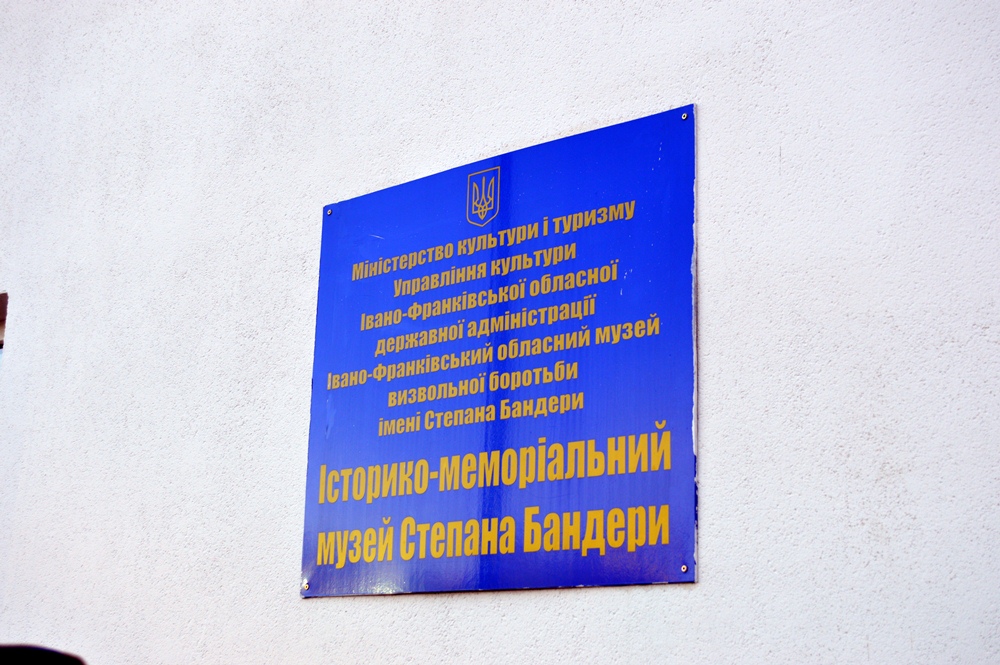 Міністерство культури і туризму
Управління культури
Івано-Франківської обласної
державної адміністрації
Івано-Франківський обласний музей
визвольної боротьби
імені Степана Бандери
Історико-меморіальний
музей Степана Бандери